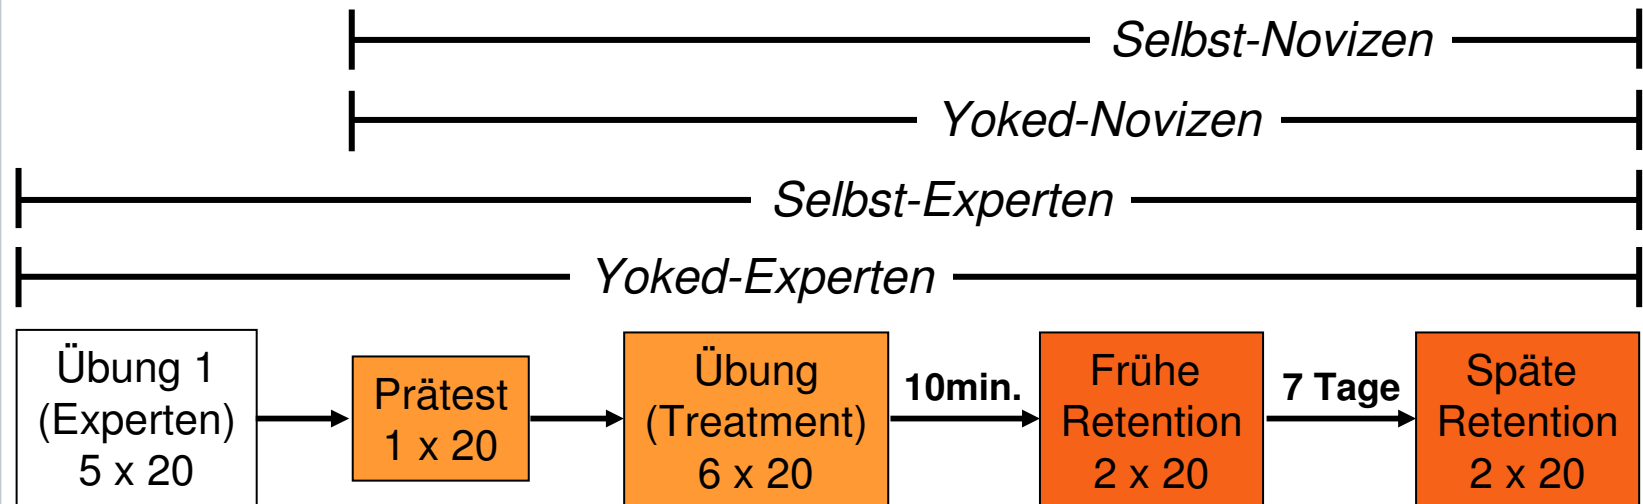 Selbst-Novizen
Yoked-Novizen
Selbst-Experten
Yoked-Experten
Übung 1
(Experten)
5 x 20
Prätest
1 x 20
Übung
(Treatment)
6 x 20
10min.
Frühe
Retention
2 x 20
7 Tage
Späte
Retention
2 x 20